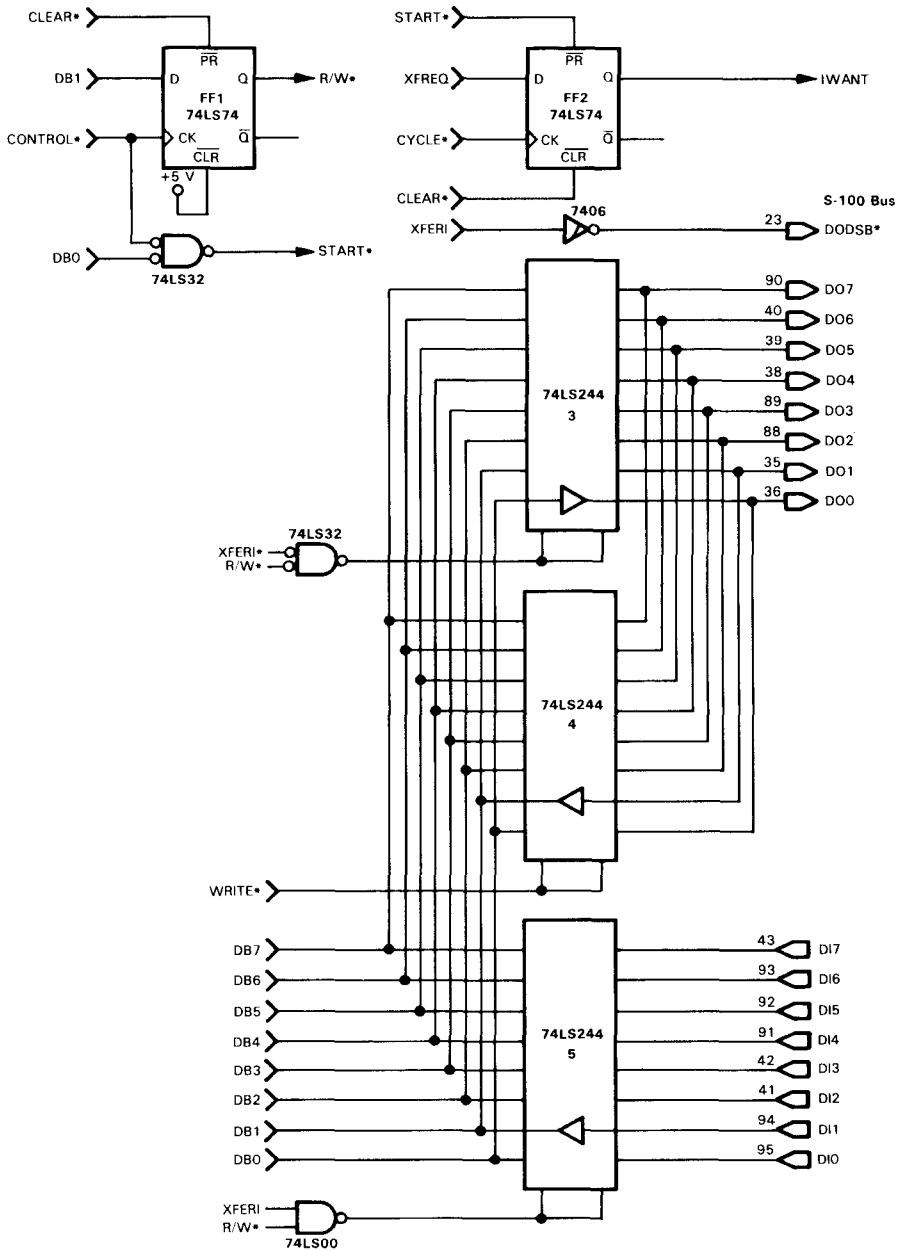 CLEAR*
START*
PR
DB1
D
Q
R/W*
FF1
74LS74
CONTROL*
CK
Q
CLR
+5 V
DB0
START*
74LS32
PR
XFREQ
D
Q
IWANT
FF2
74LS74
CYCLE*
CK
Q
CLR
CLEAR*
S-100 Bus
7406
XFERI
23
DODSB*
90
DO7
40
DO6
39
DO5
38
DO4
89
DO3
88
DO2
35
DO1
36
DO0
74LS244
3
74LS32
XFERI*
R/W*
74LS244
4
WRITE*
DB7
43
DI7
DB6
93
DI6
DB5
92
DI5
DB4
91
DI4
DB3
42
DI3
DB2
41
DI2
DB1
94
DI1
DB0
95
DI0
74LS244
5
XFERI
R/W*
74LS00